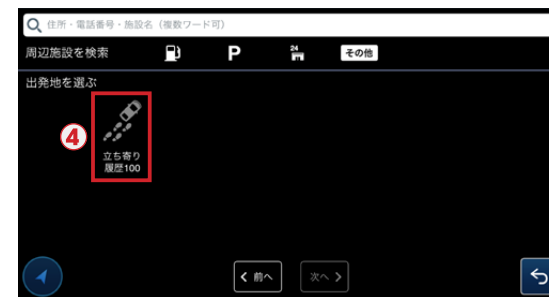 住所・電話番号・施設名（複数ワード可）
周辺施設を検索
P
24
その他
出発地を選ぶ
④
立ち寄り
履歴100
前へ
次へ